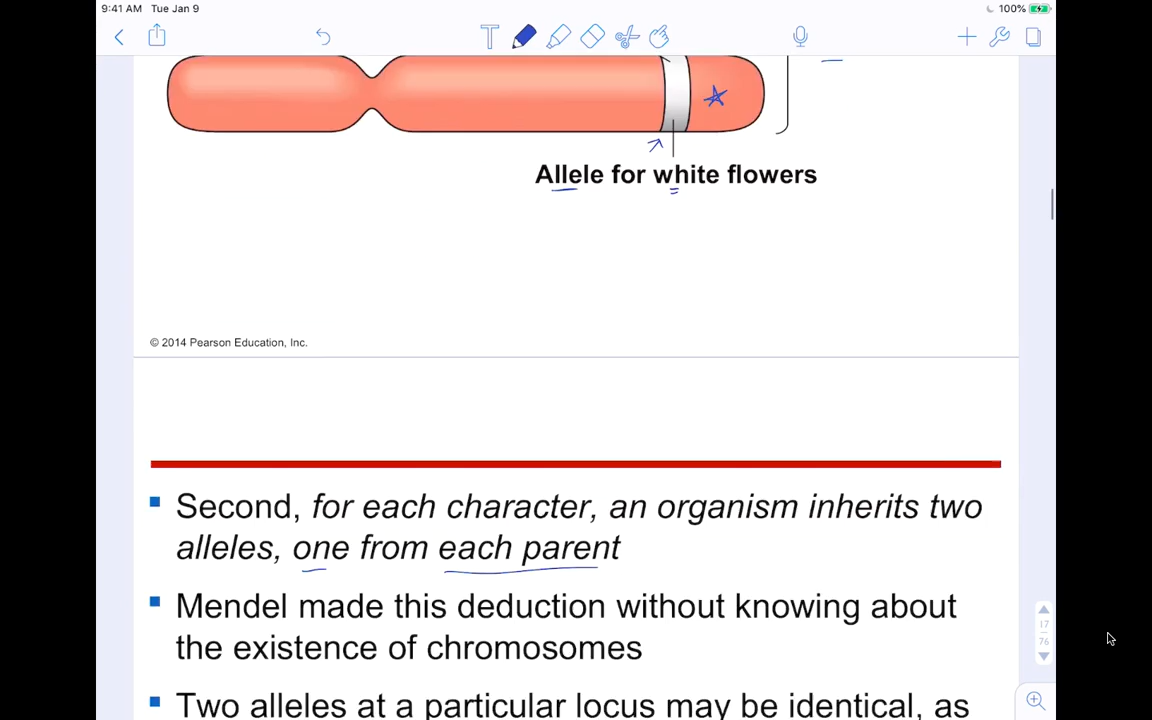 9:41 AM Tue Jan 9
100%
T
Allele for white flowers
© 2014 Pearson Education, Inc.
▪ Second, for each character, an organism inherits two
alleles, one from each parent
▪ Mendel made this deduction without knowing about
the existence of chromosomes
17
76
▪ Two alleles at a particular locus may be identical, as